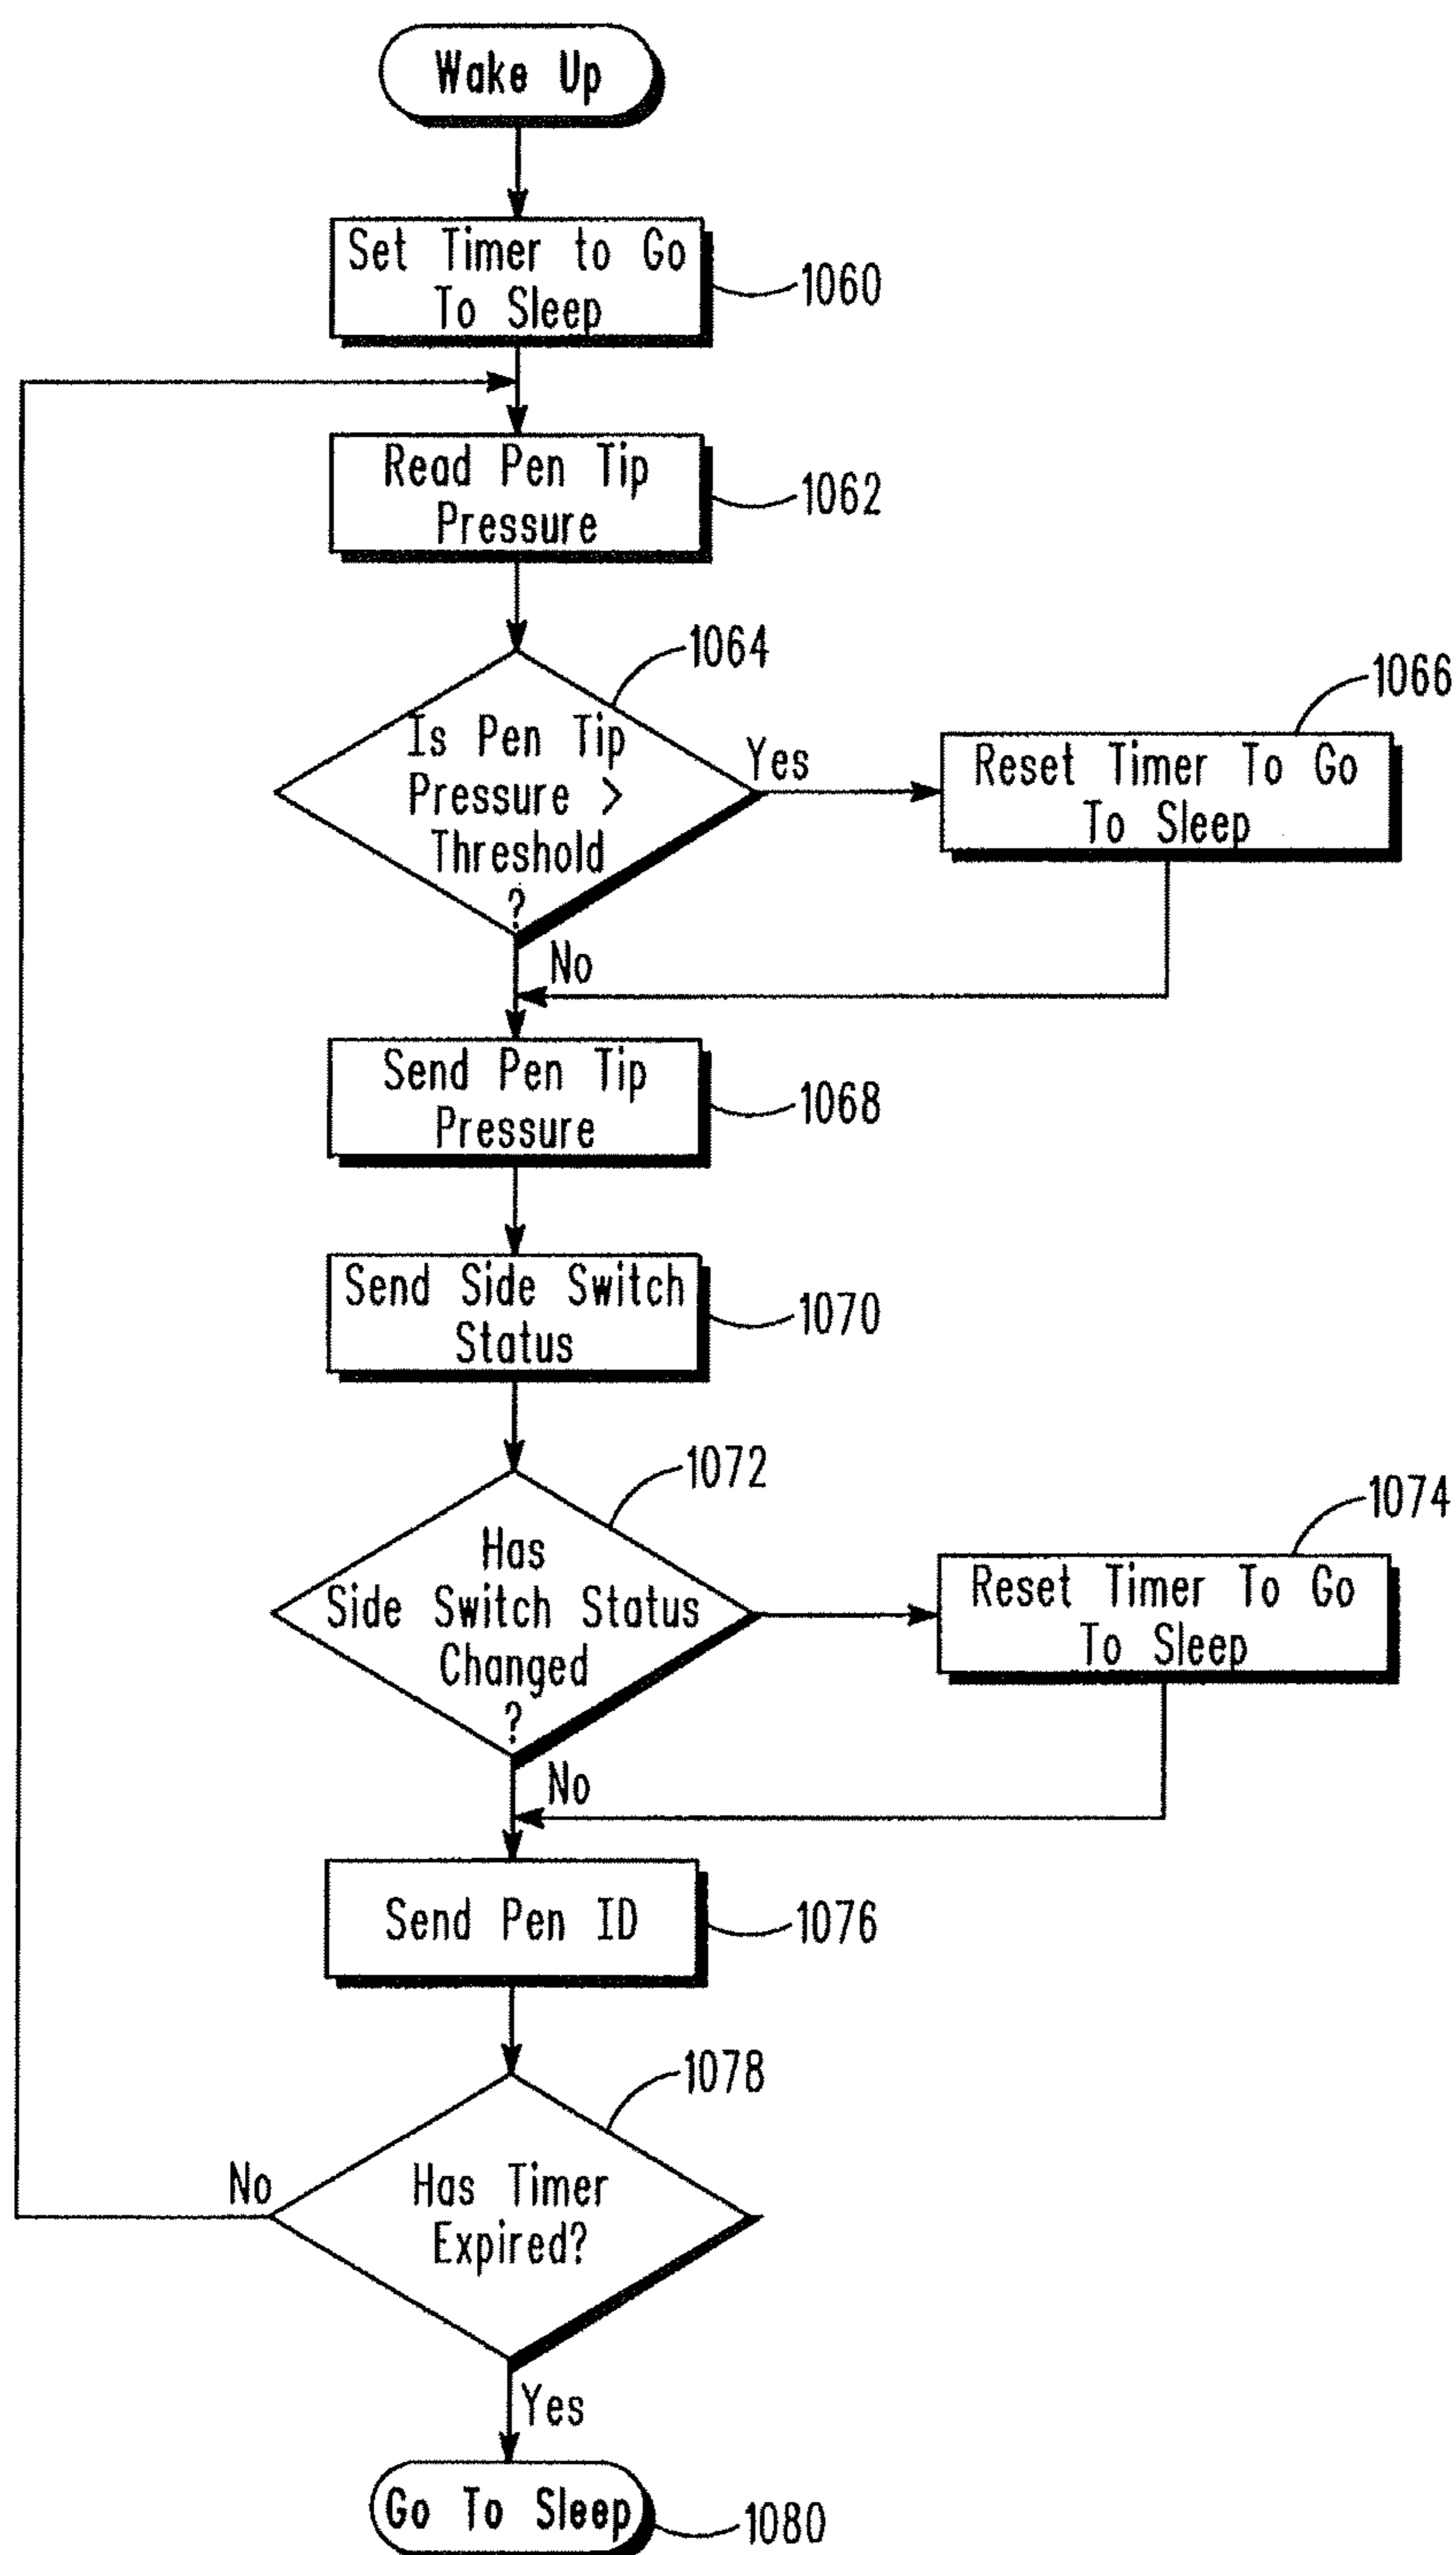 Wake Up
Set Timer to Go
To Sleep
1060
Read Pen Tip
Pressure
1062
1064
Is Pen Tip
Pressure >
Threshold
?
Yes
1066
Reset Timer To Go
To Sleep
No
Send Pen Tip
Pressure
1068
Send Side Switch
Status
1070
1072
Has
Side Switch Status
Changed
?
1074
Reset Timer To Go
To Sleep
No
Send Pen ID
1076
1078
Has Timer
Expired?
No
Yes
Go To Sleep
1080